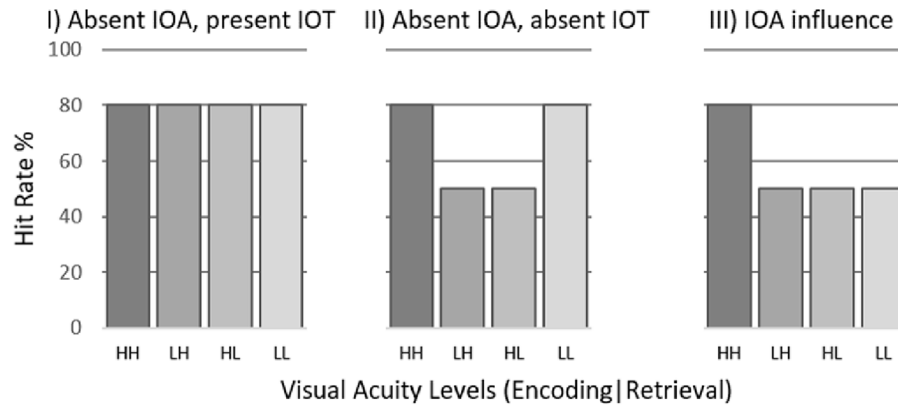 I) Absent IOA, present IOT
II) Absent IOA, absent IOT
III) IOA influence
Hit Rate %
100
80
60
40
20
0
HH LH HL LL
HH LH HL LL
HH LH HL LL
Visual Acuity Levels (Encoding|Retrieval)